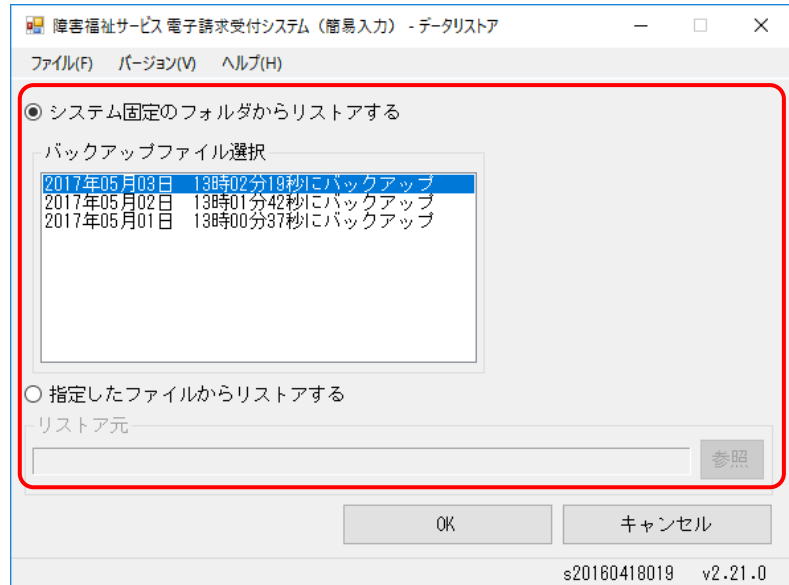 障害福祉サービス 電子請求受付システム（簡易入力） - データリストア
ファイル(F) バージョン(V) ヘルプ(H)
システム固定のフォルダからリストアする
バックアップファイル選択
2017年05月03日 13時02分19秒にバックアップ
2017年05月02日 13時01分42秒にバックアップ
2017年05月01日 13時00分37秒にバックアップ
指定したファイルからリストアする
リストア元
参照
OK キャンセル
s20160418019 v2.21.0